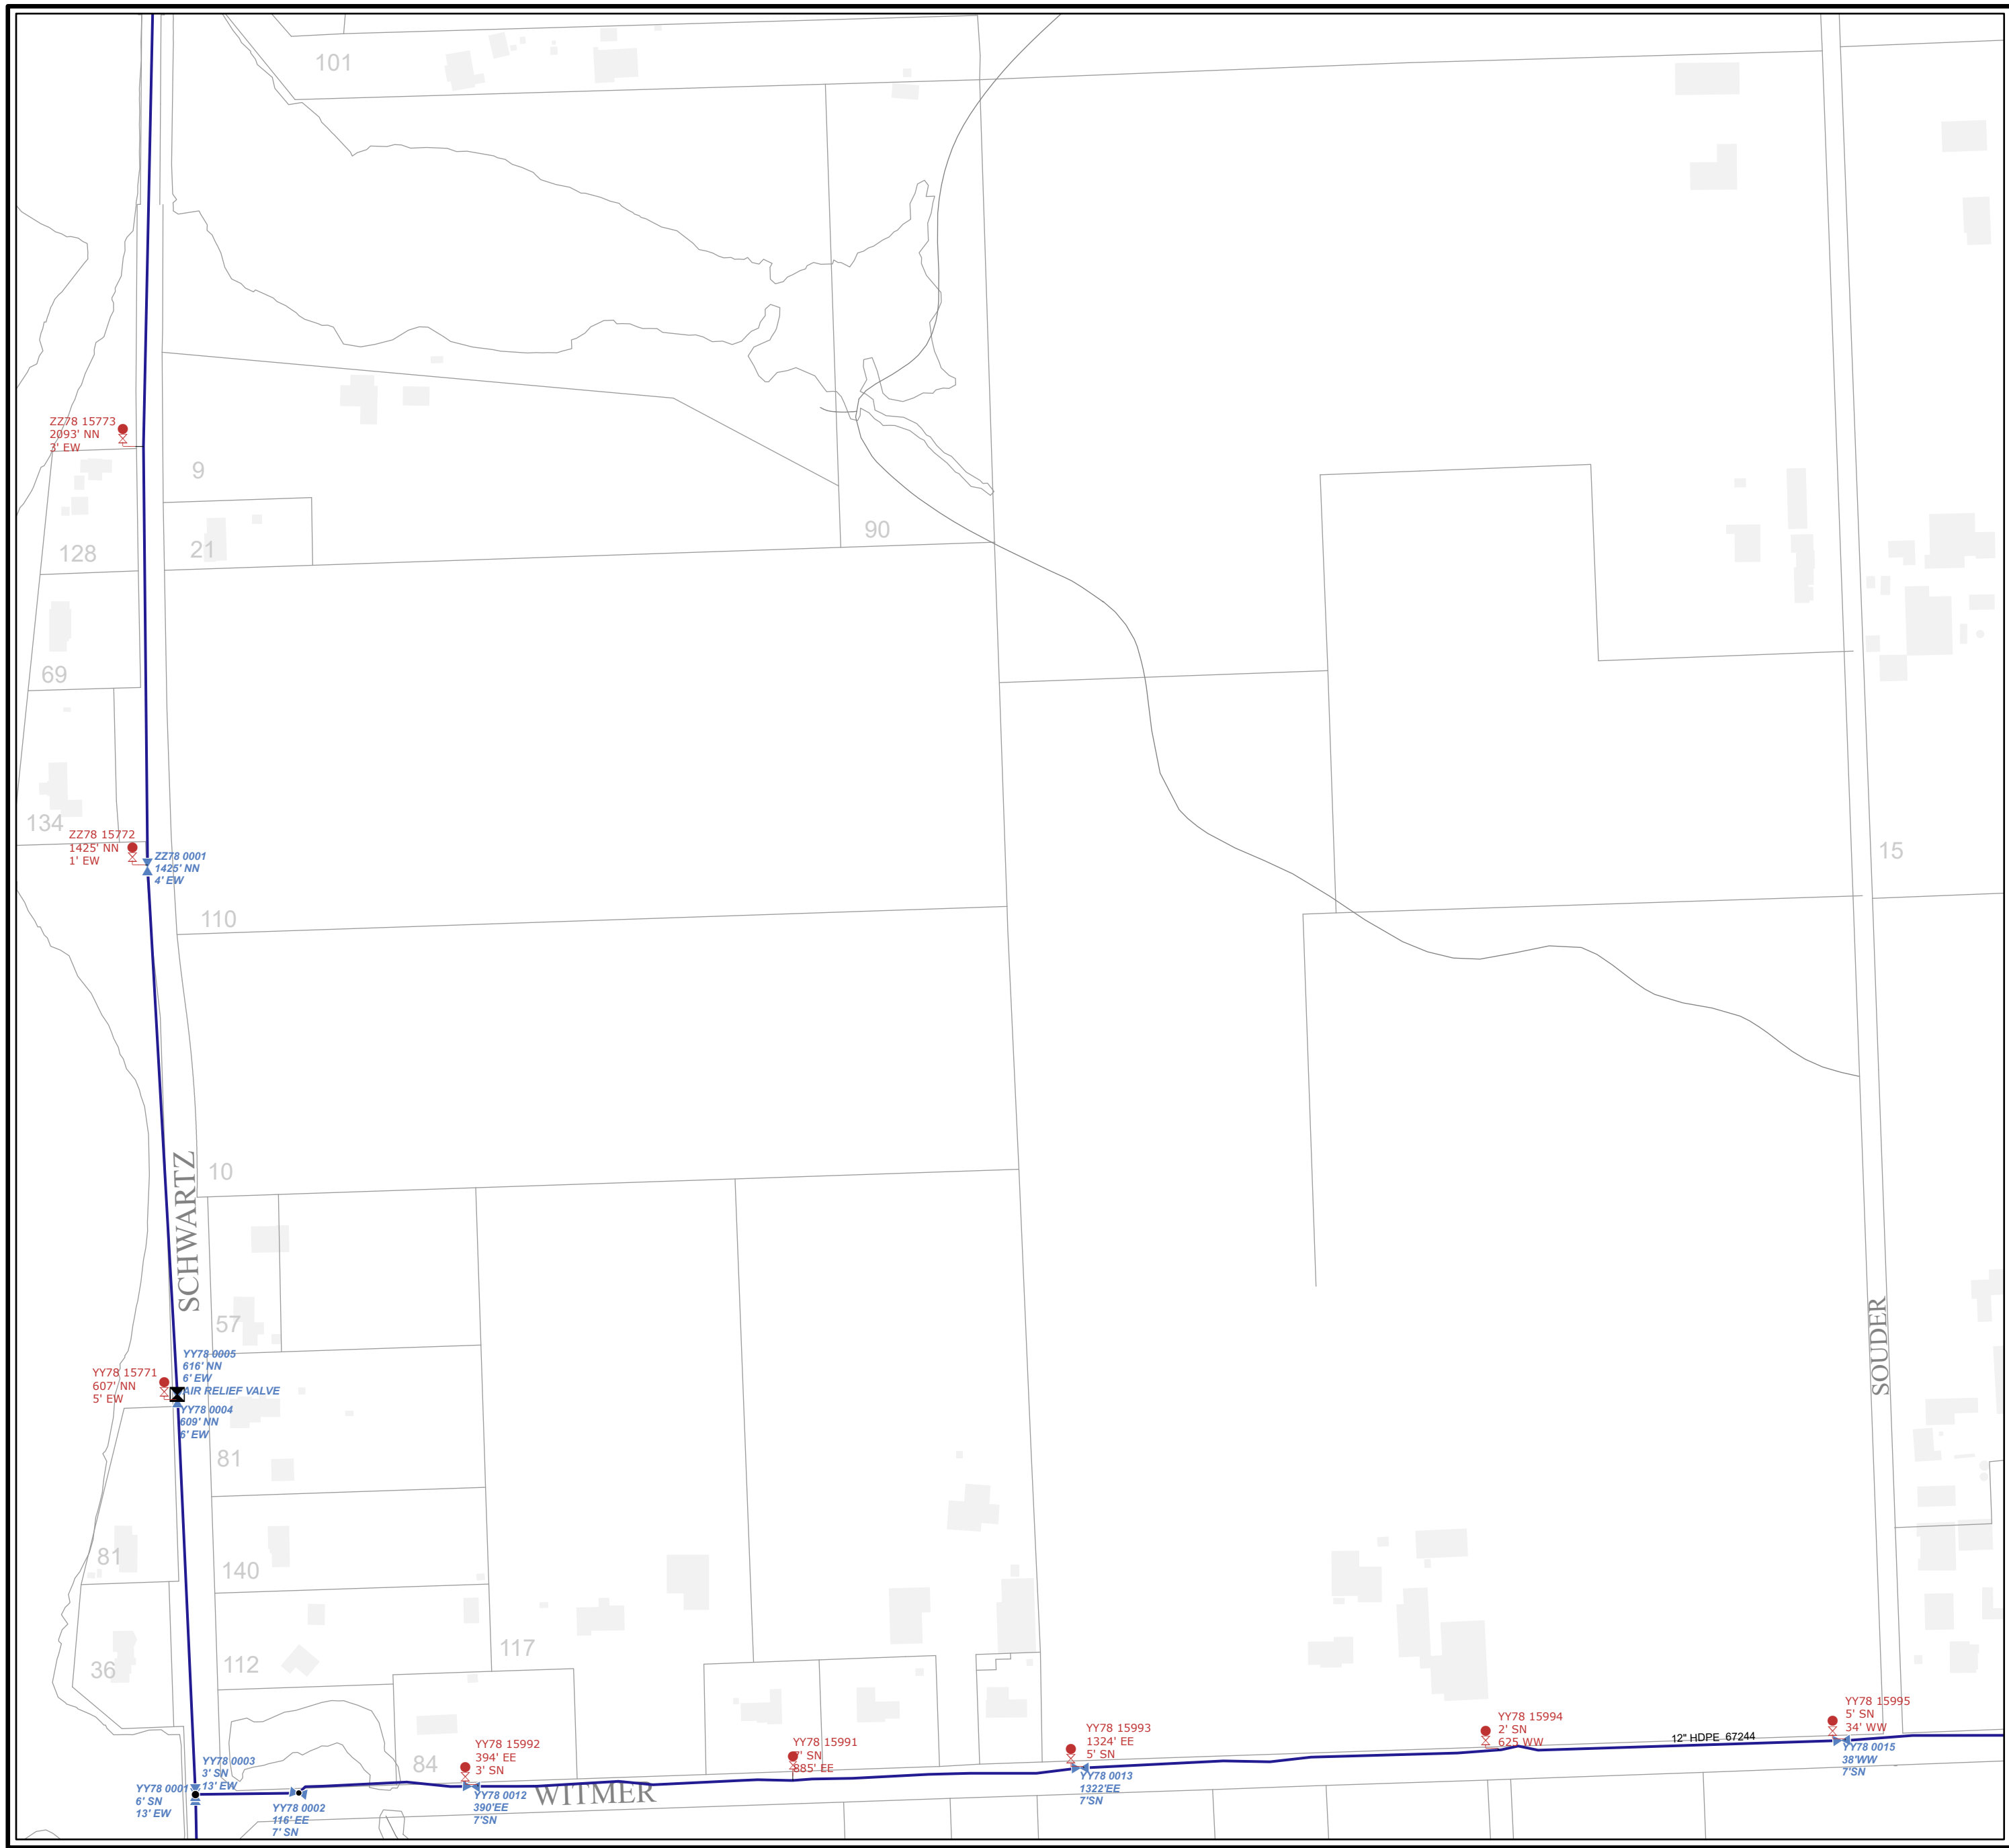 101
ZZ78 15773
2093' NN
3' EW
9
90
128
21
69
134
ZZ78 15772
1425' NN
1' EW
ZZ78 0001
1425' NN
4' EW
15
110
SCHWARTZ
10
57
SOUDER
YY78 0005
616' NN
6' EW
AIR RELIEF VALVE
YY78 15771
607' NN
5' EW
YY78 0004
609' NN
6' EW
81
81
140
36
112
117
YY78 15995
5' SN
34' WW
YY78 15994
2' SN
625 WW
12" HDPE 67244
YY78 0015
38'WW
7'SN
YY78 15993
1324' EE
5' SN
YY78 0013
1322'EE
7'SN
YY78 15991
7' SN
885' EE
YY78 15992
394' EE
3' SN
84
YY78 0012
390'EE
7'SN
WITMER
YY78 0003
3' SN
13' EW
YY78 0001
6' SN
13' EW
YY78 0002
116' EE
7' SN